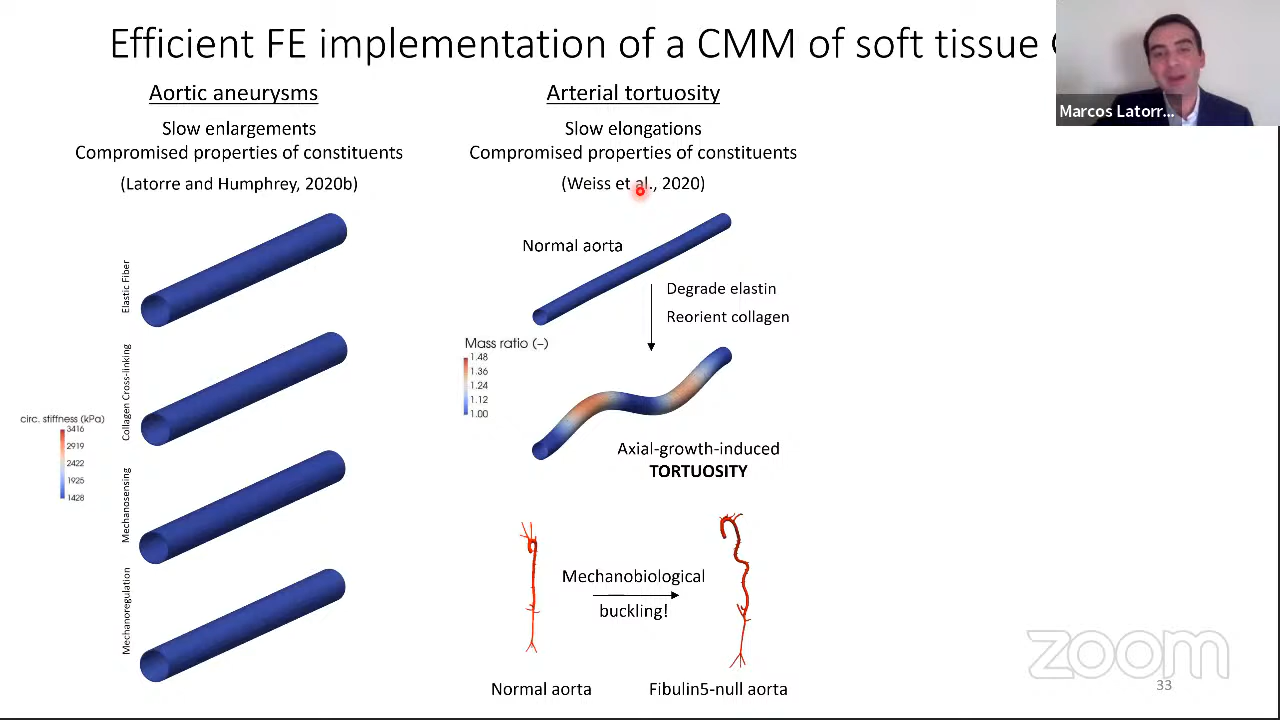 Efficient FE implementation of a CMM of soft tissue
Marcos Latorr...
Aortic aneurysms
Slow enlargements
Compromised properties of constituents
(Latorre and Humphrey, 2020b)
Elastic Fiber
Collagen Cross-linking
Mechanosensing
Mechanoregulation
circ. stiffness (kPa)
3416
2919
2422
1925
1428
Arterial tortuosity
Slow elongations
Compromised properties of constituents
(Weiss et al., 2020)
Normal aorta
Degrade elastin
Reorient collagen
Mass ratio (–)
1.48
1.36
1.24
1.12
1.00
Axial-growth-induced
TORTUOSITY
Mechanobiological
buckling!
Normal aorta
Fibulin5-null aorta
zoom
33